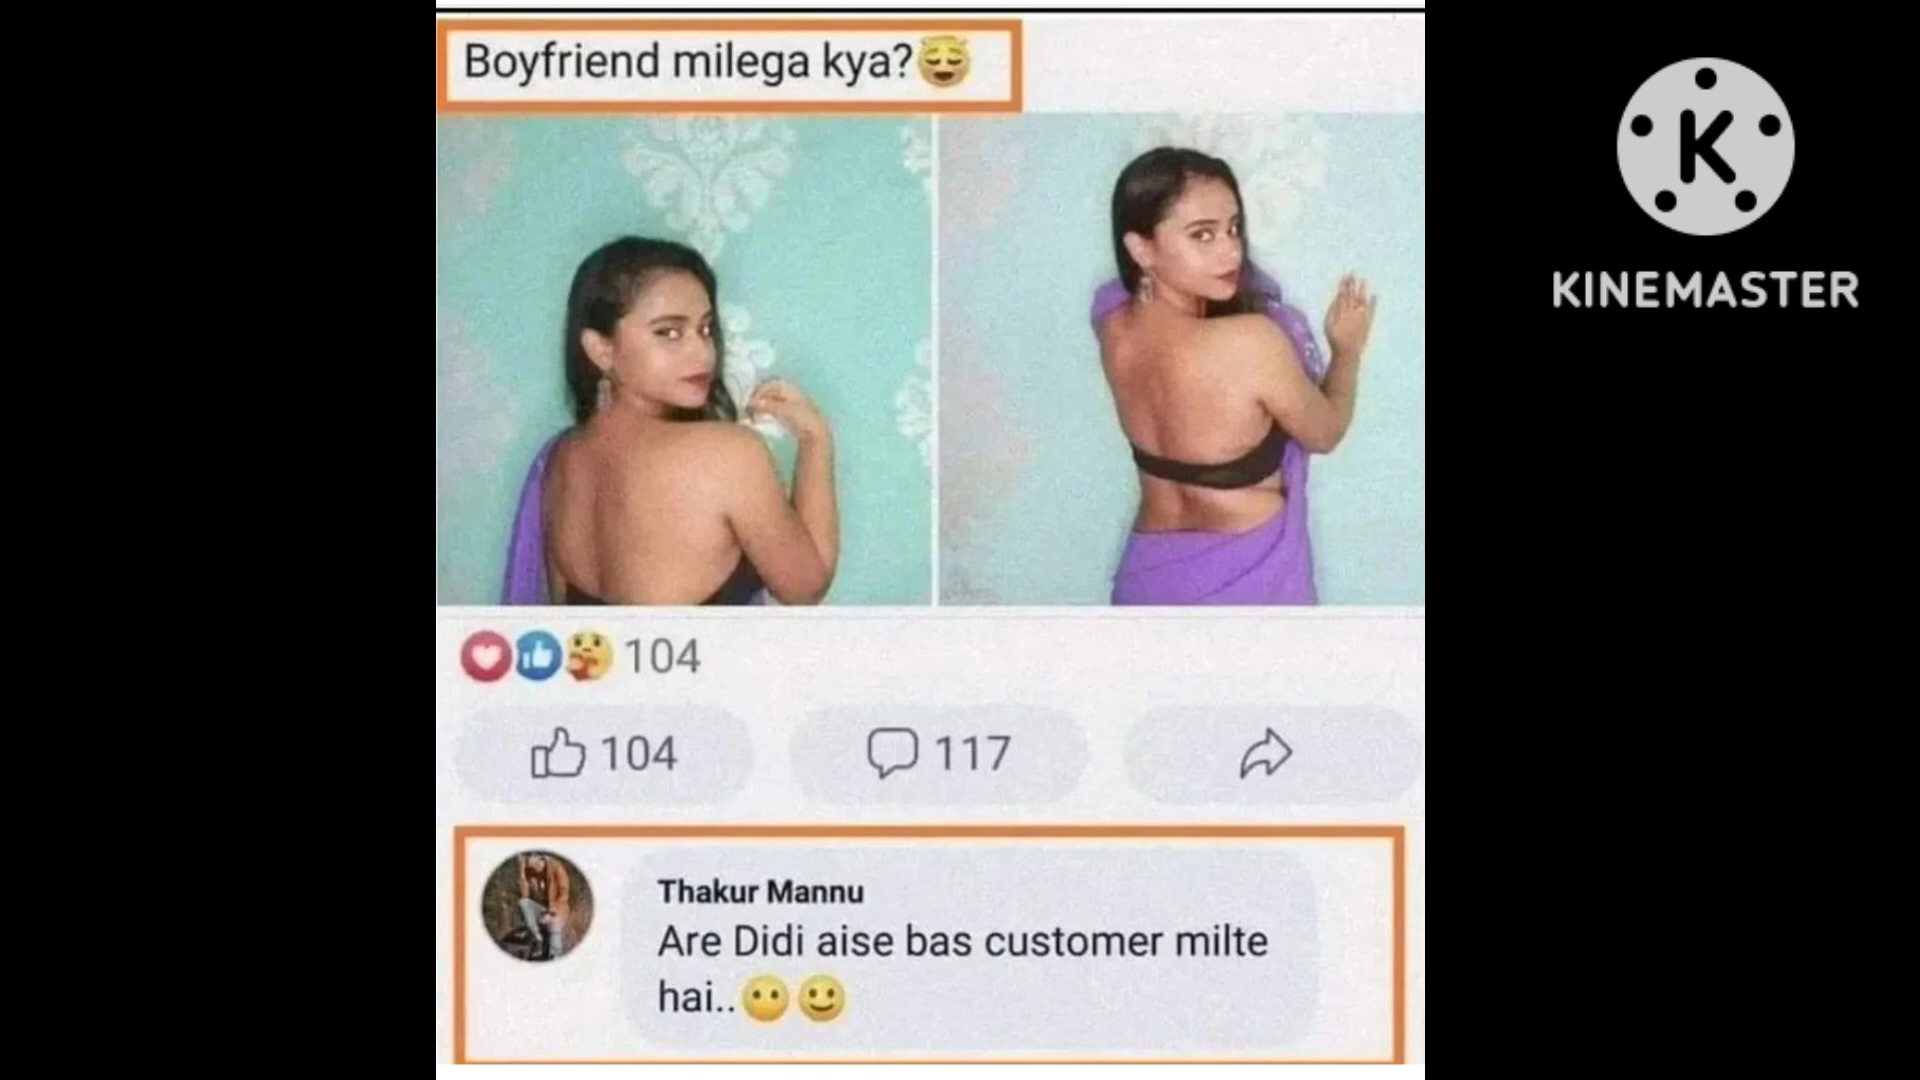 Boyfriend milega kya?😇
K
KINEMASTER
104
104
117
Thakur Mannu
Are Didi aise bas customer milte
hai..😶🙂